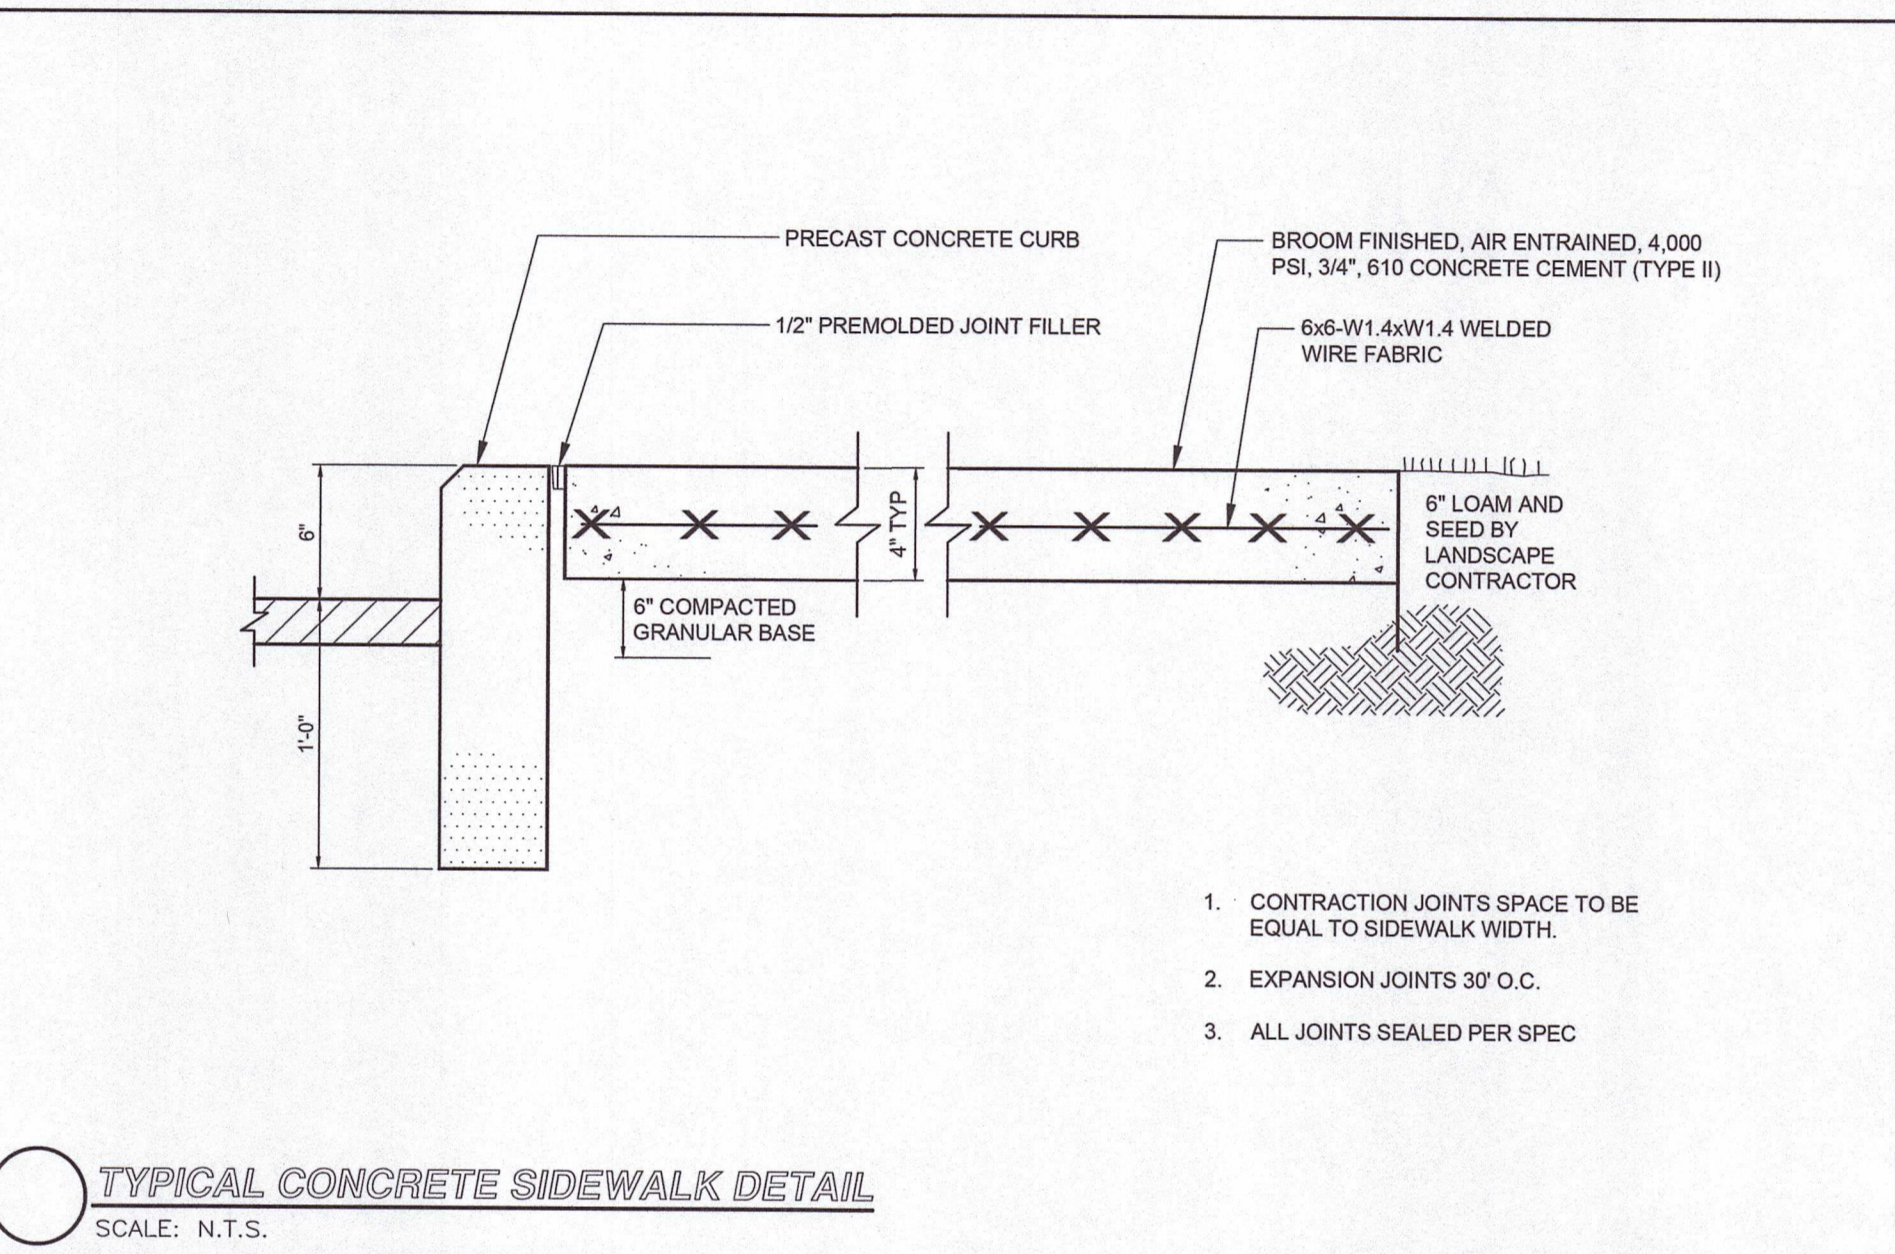 PRECAST CONCRETE CURB
BROOM FINISHED, AIR ENTRAINED, 4,000
PSI, 3/4", 610 CONCRETE CEMENT (TYPE II)
1/2" PREMOLDED JOINT FILLER
6x6-W1.4xW1.4 WELDED
WIRE FABRIC
6"
4" TYP
6" LOAM AND
SEED BY
LANDSCAPE
CONTRACTOR
6" COMPACTED
GRANULAR BASE
1'-0"
1. CONTRACTION JOINTS SPACE TO BE
EQUAL TO SIDEWALK WIDTH.
2. EXPANSION JOINTS 30' O.C.
3. ALL JOINTS SEALED PER SPEC
TYPICAL CONCRETE SIDEWALK DETAIL
SCALE: N.T.S.